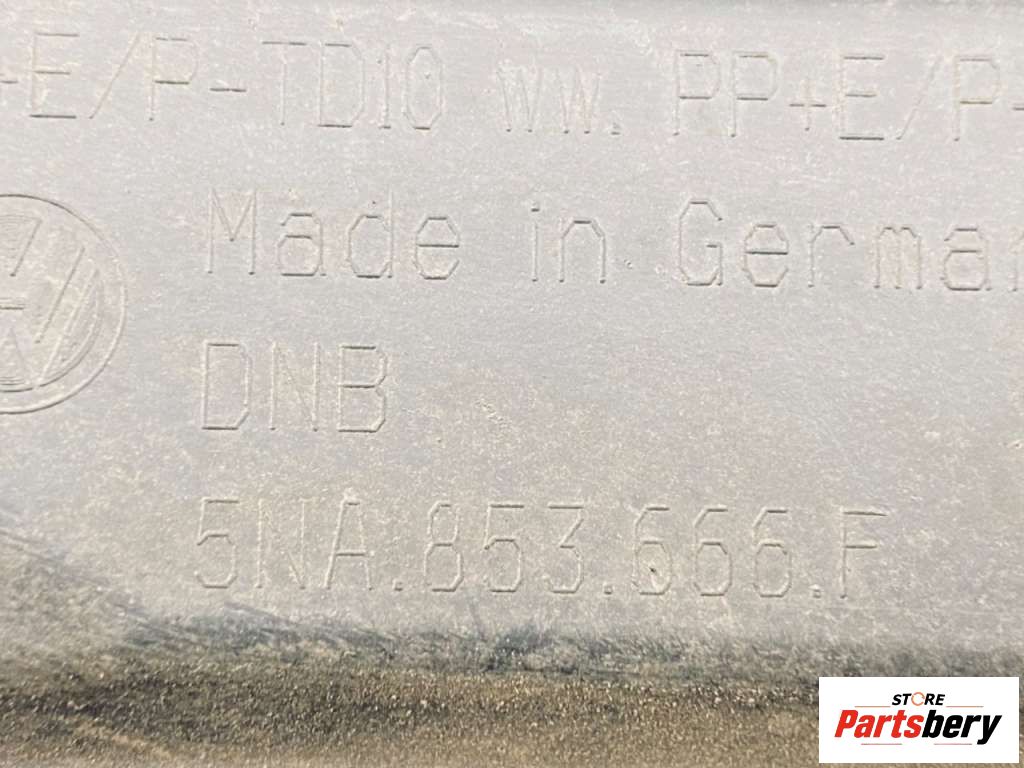 +E/P-TD10 ww. PP+E/P-
Made in German
DNB
5NA.853.666.F
STORE
Partsbery